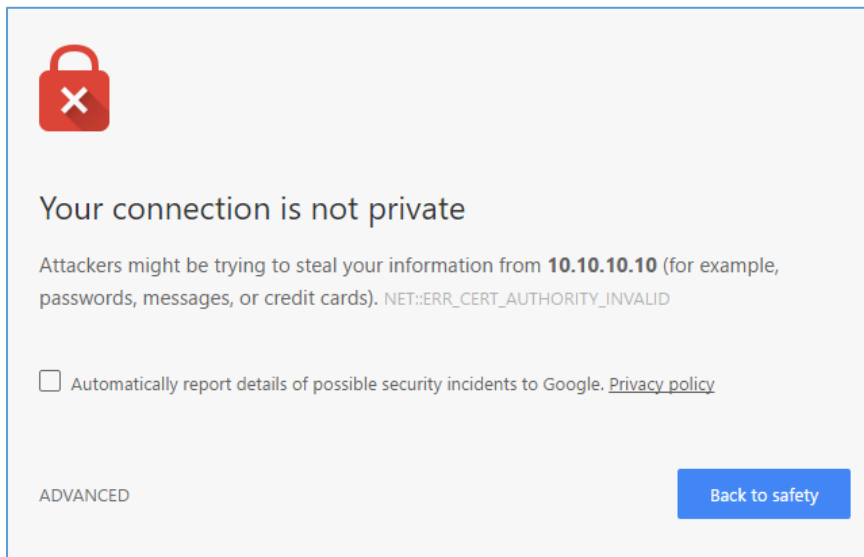 Your connection is not private
Attackers might be trying to steal your information from 10.10.10.10 (for example,
passwords, messages, or credit cards). NET::ERR_CERT_AUTHORITY_INVALID
Automatically report details of possible security incidents to Google. Privacy policy
ADVANCED
Back to safety